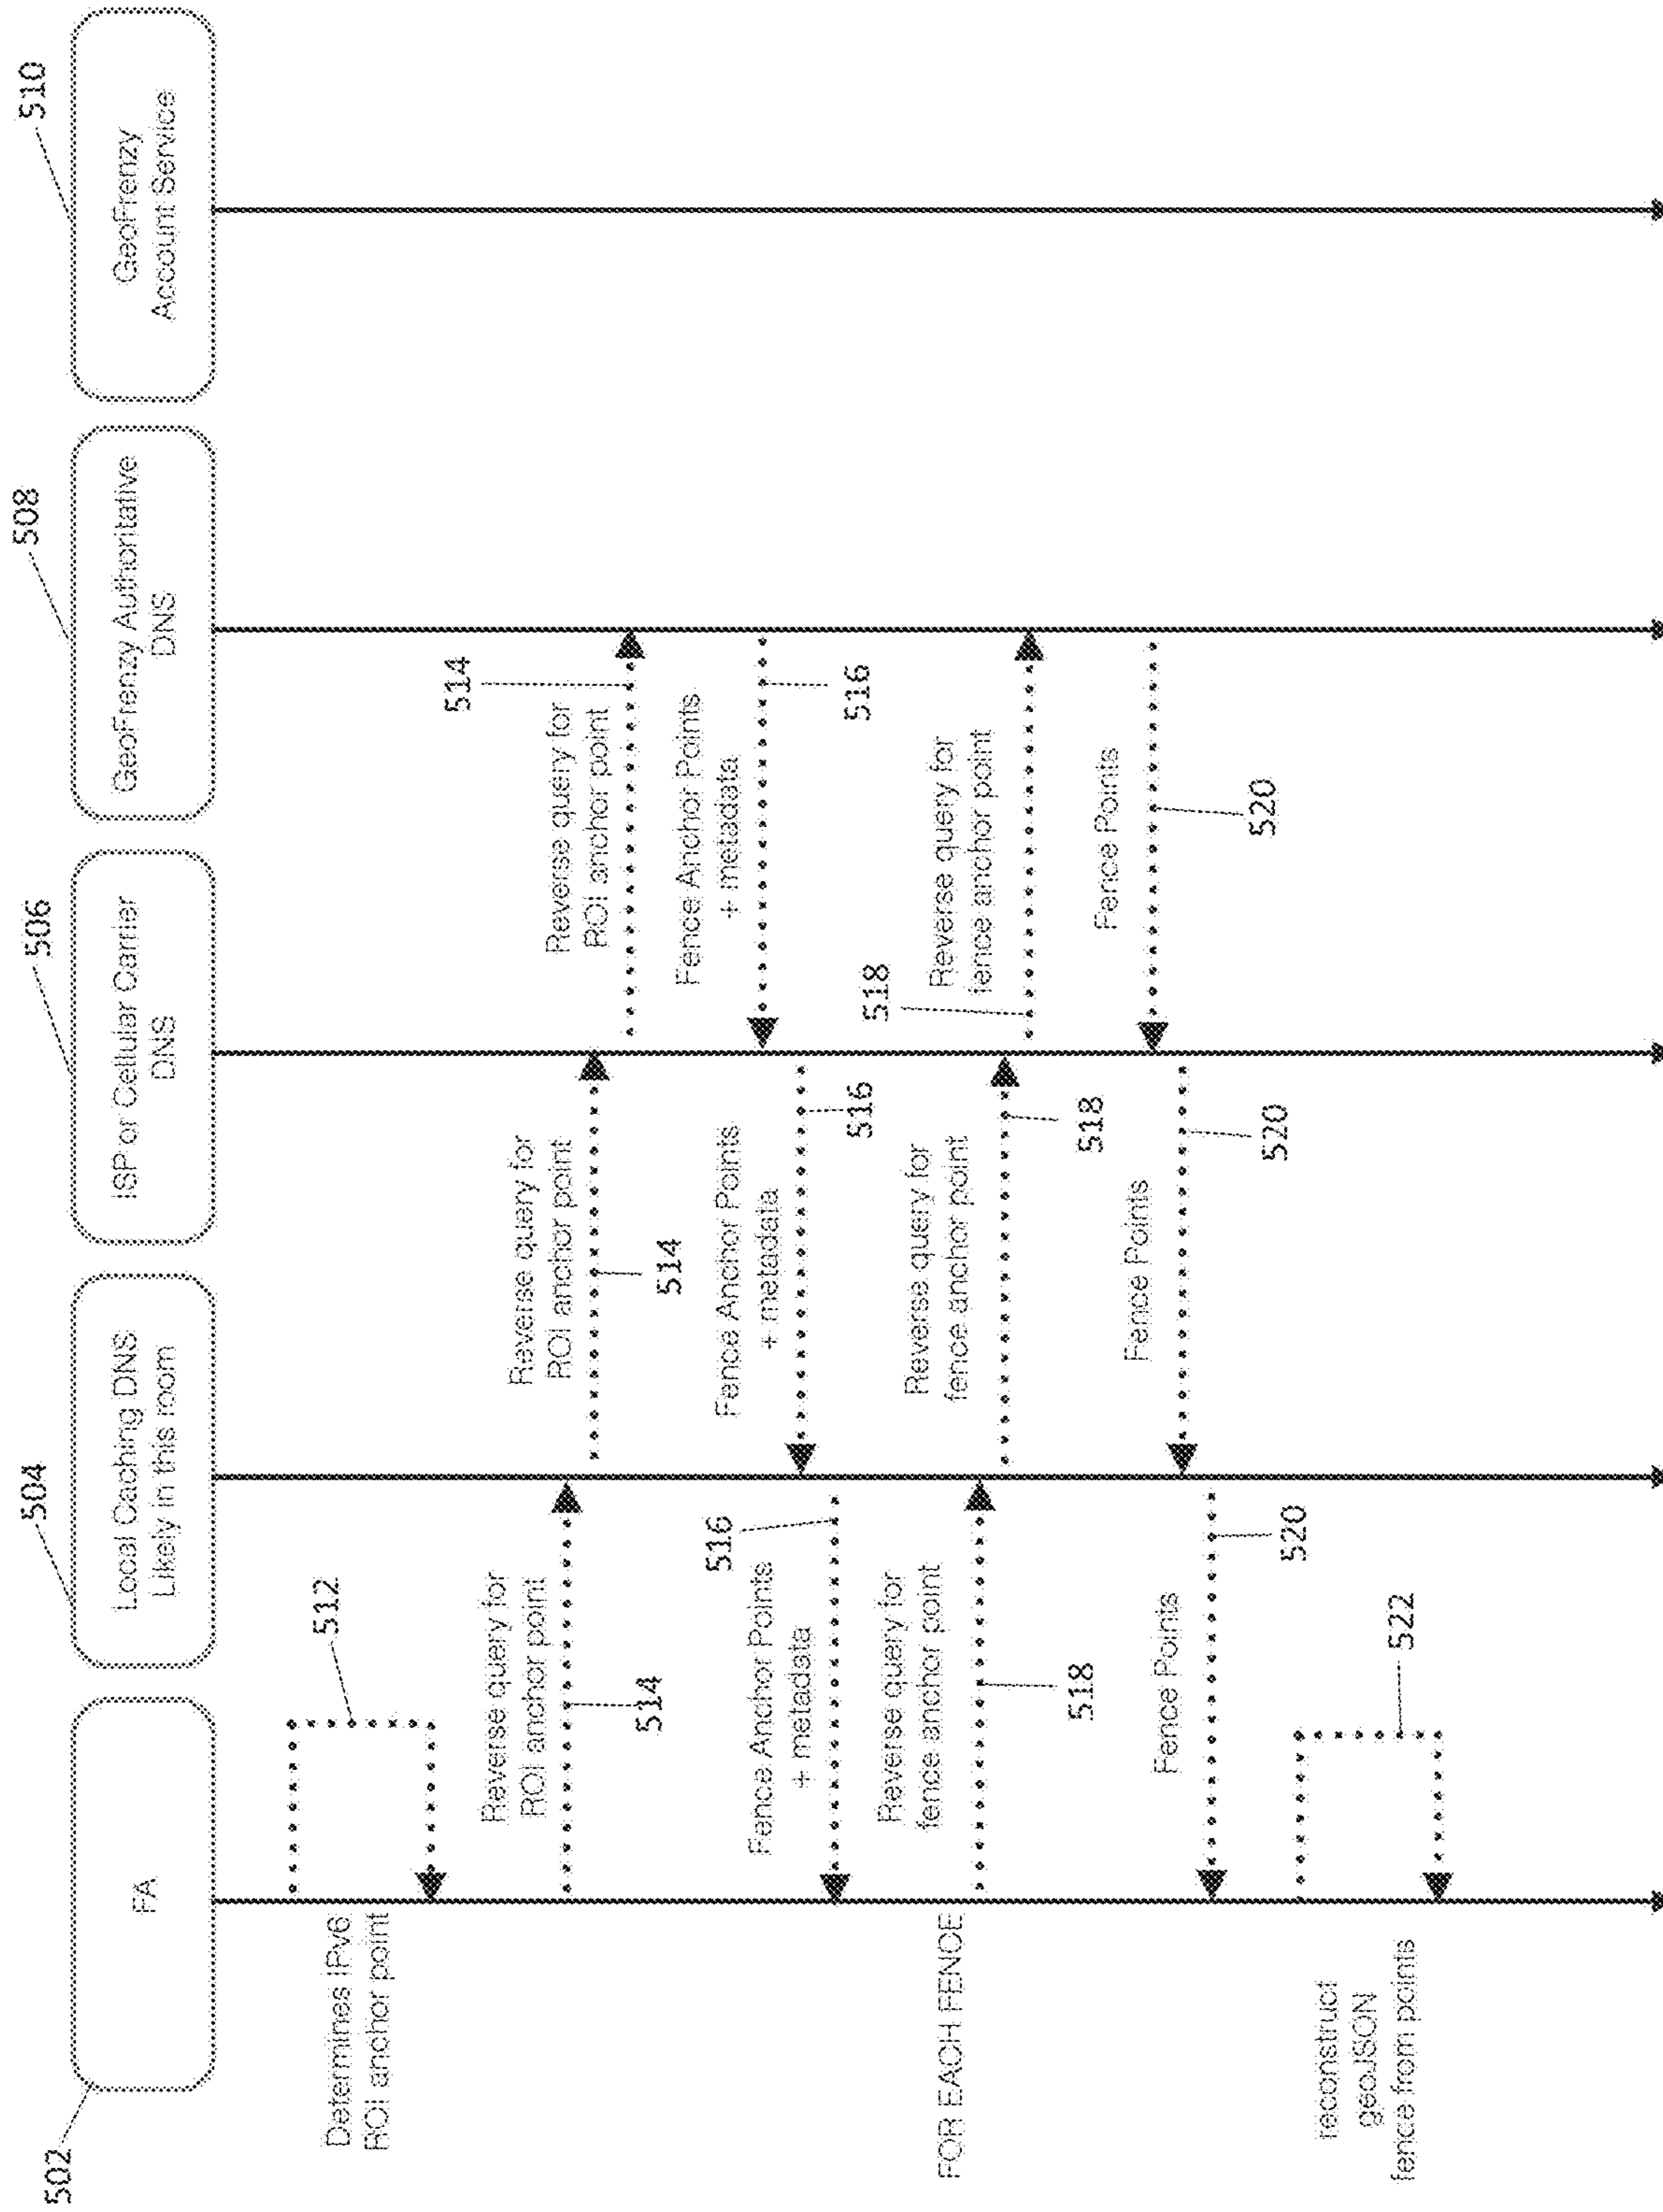 502
504
506
508
510
FA
Local Caching DNS
Likely in this room
ISP or Cellular Carrier
DNS
GeoFrenzy Authoritative
DNS
GeoFrenzy
Account Service
Determines IPv6
ROI anchor point
512
Reverse query for
ROI anchor point
514
Reverse query for
ROI anchor point
514
Reverse query for
ROI anchor point
514
Fence Anchor Points
+ metadata
516
Fence Anchor Points
+ metadata
516
Fence Anchor Points
+ metadata
516
FOR EACH FENCE
Reverse query for
fence anchor point
518
Reverse query for
fence anchor point
518
Reverse query for
fence anchor point
518
Fence Points
520
Fence Points
520
Fence Points
520
reconstruct
geoJSON
fence from points
522